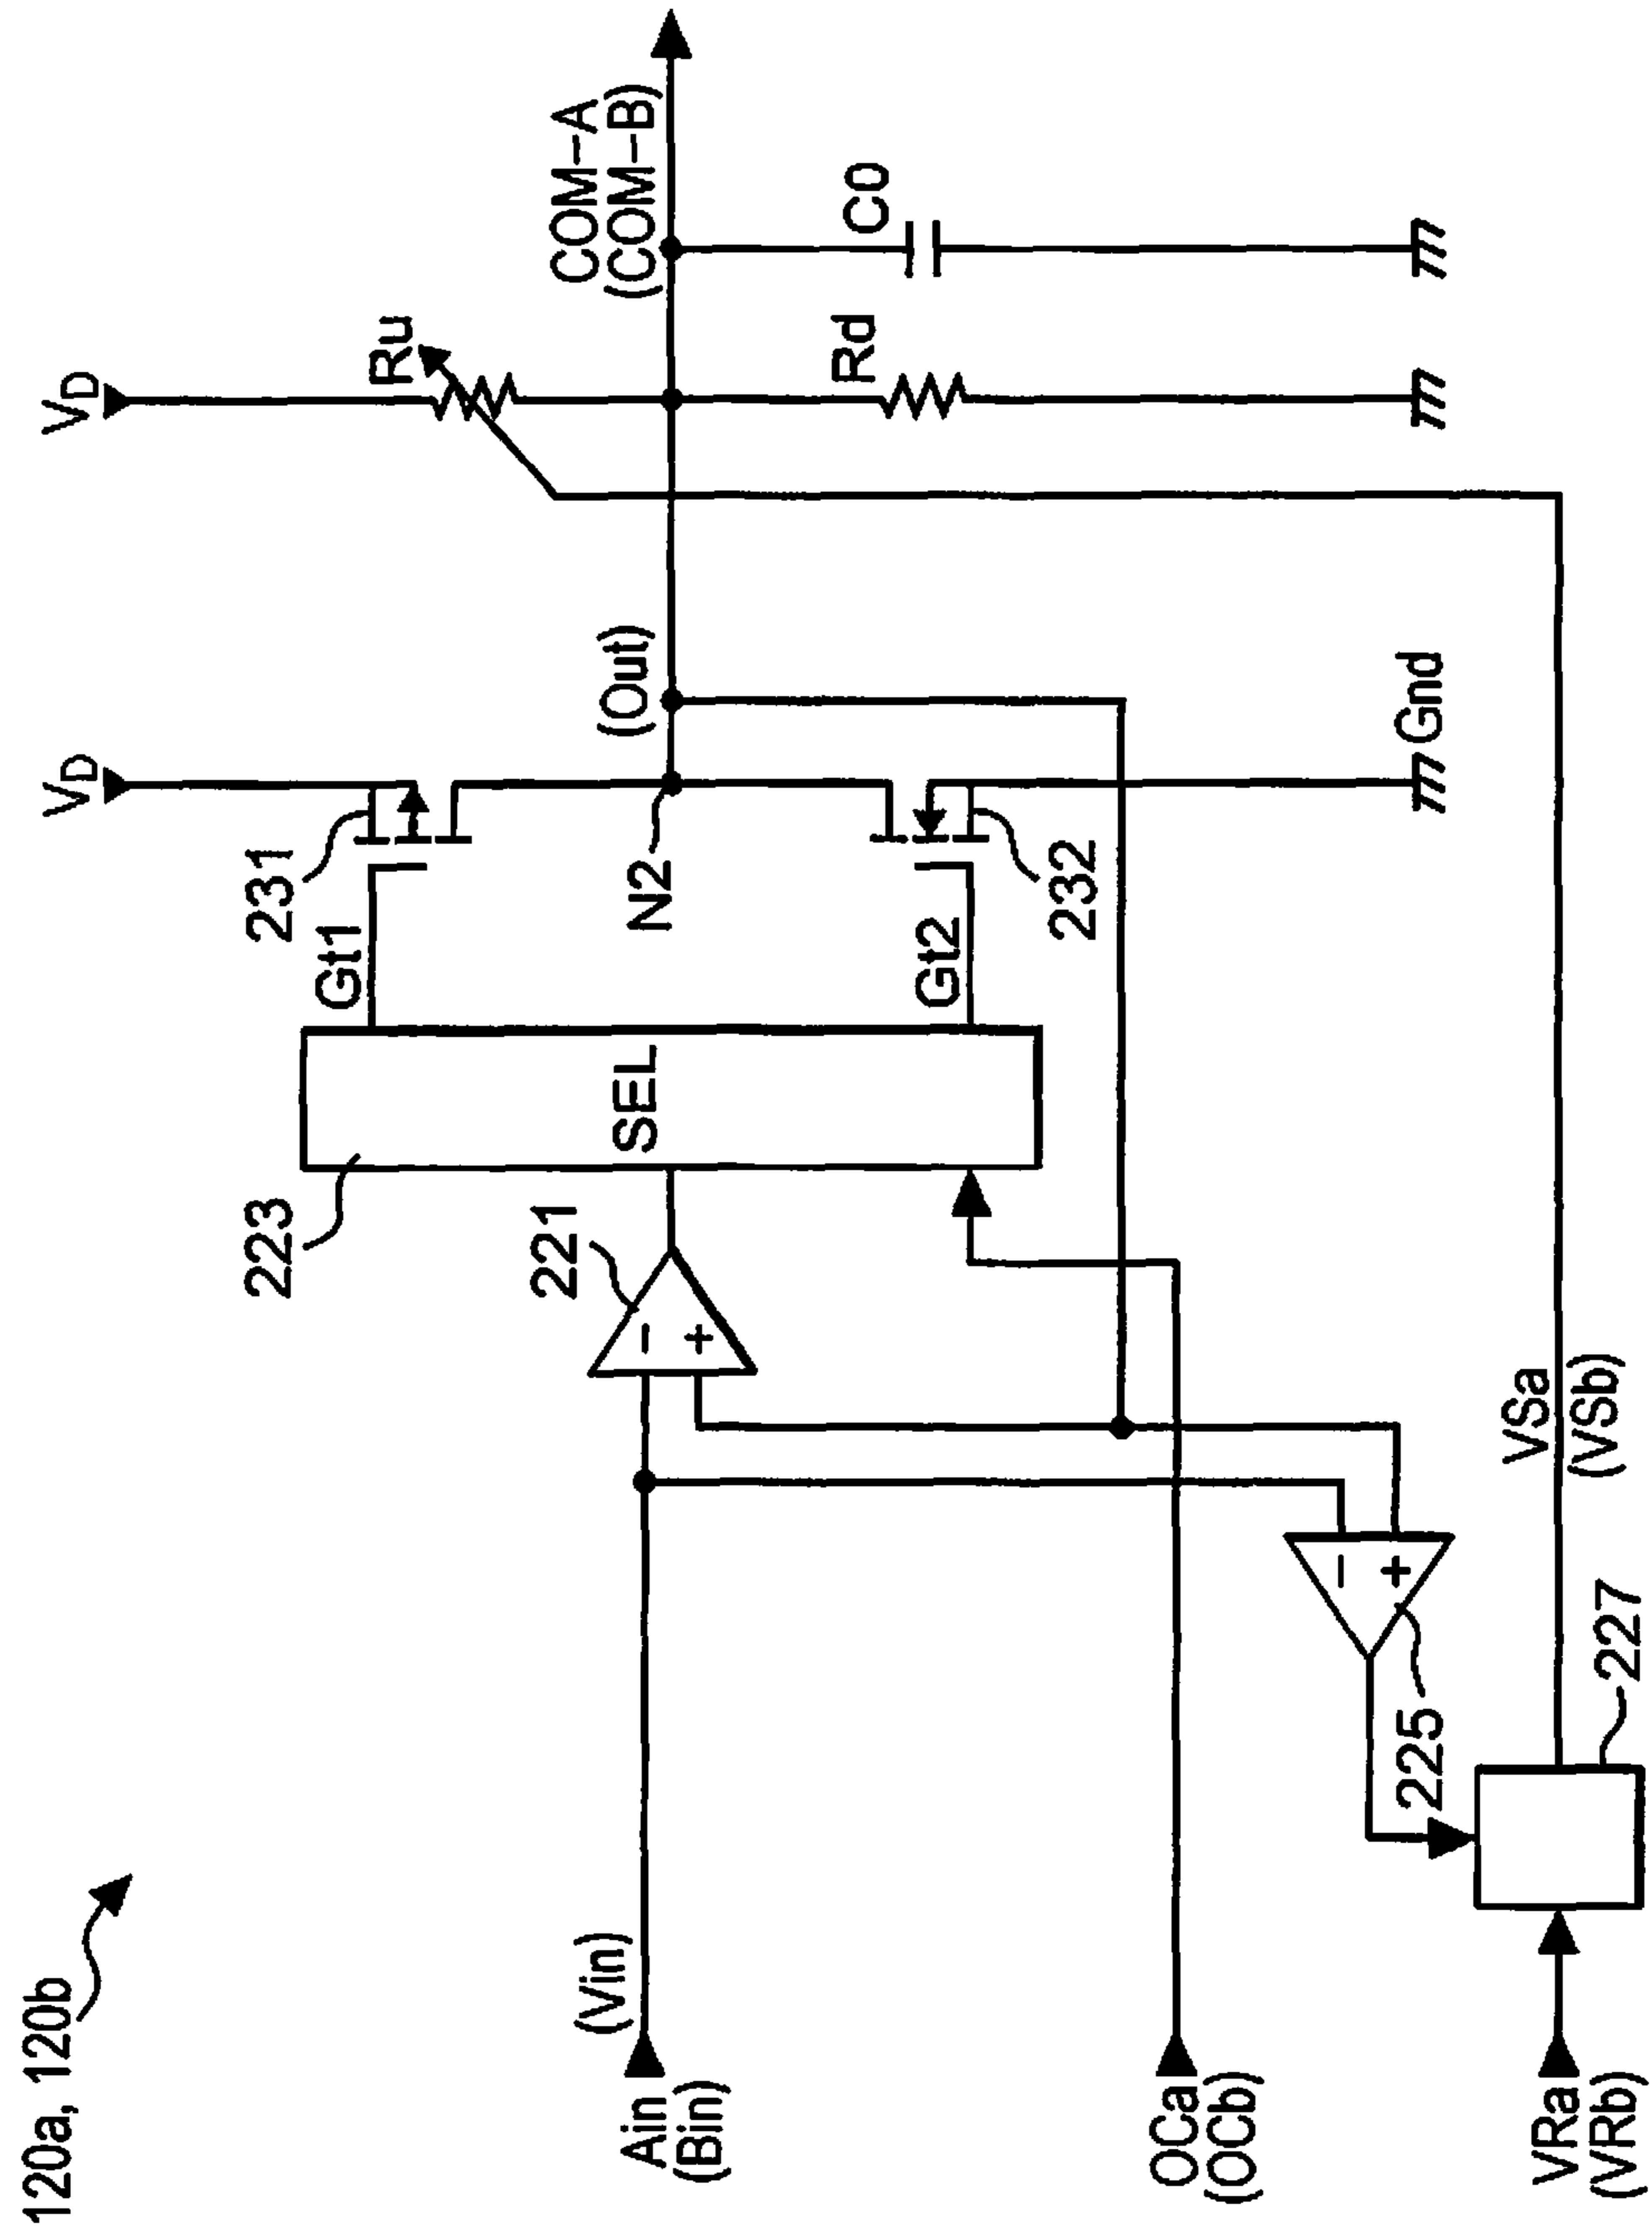 120a, 120b
VD
VD
231
Gt1
Ru
223
SEL
221
−
+
N2
(Out)
COM−A
(COM−B)
(Vin)
Ain
(Bin)
Gt2
232
Rd
C0
Gnd
OCa
(OCb)
−
+
225
VSa
(VSb)
227
VRa
(VRb)